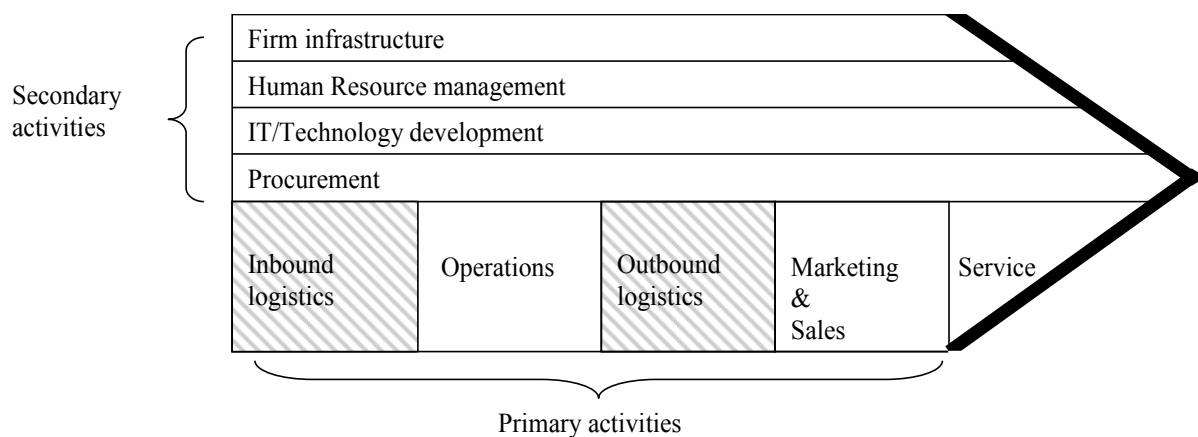 Firm infrastructure
Human Resource management
IT/Technology development
Procurement
Secondary
activities
Inbound
logistics
Operations
Outbound
logistics
Marketing
&
Sales
Service
Primary activities